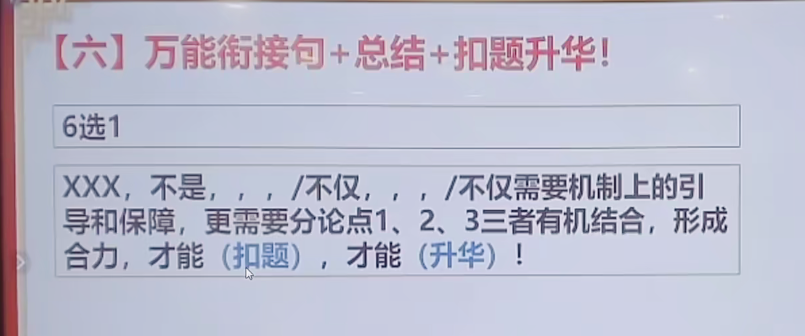 【六】万能衔接句+总结+扣题升华！
6选1
XXX，不是，，，/不仅，，，/不仅需要机制上的引
导和保障，更需要分论点1、2、3三者有机结合，形成
合力，才能（扣题），才能（升华）！